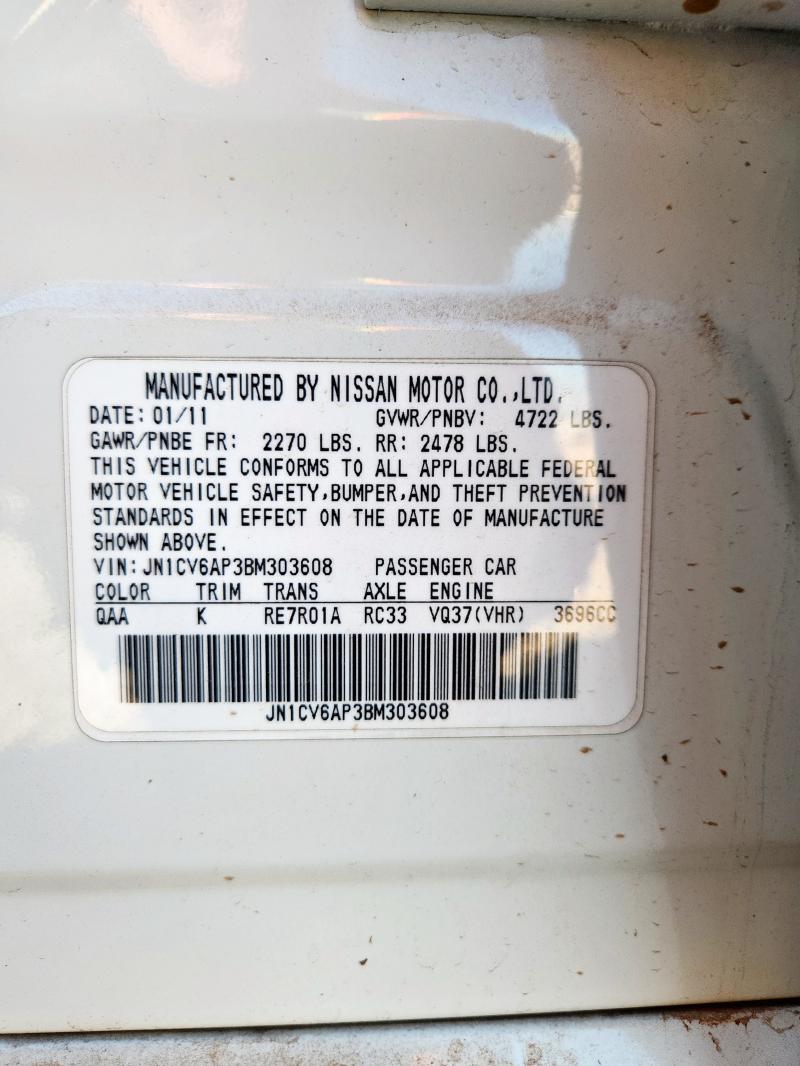 MANUFACTURED BY NISSAN MOTOR CO.,LTD.
DATE: 01/11 GVWR/PNBV: 4722 LBS.
GAWR/PNBE FR: 2270 LBS. RR: 2478 LBS.
THIS VEHICLE CONFORMS TO ALL APPLICABLE FEDERAL
MOTOR VEHICLE SAFETY,BUMPER,AND THEFT PREVENTION
STANDARDS IN EFFECT ON THE DATE OF MANUFACTURE
SHOWN ABOVE.
VIN: JN1CV6AP3BM303608 PASSENGER CAR
COLOR TRIM TRANS AXLE ENGINE
QAA K RE7R01A RC33 VQ37(VHR) 3696CC
JN1CV6AP3BM303608